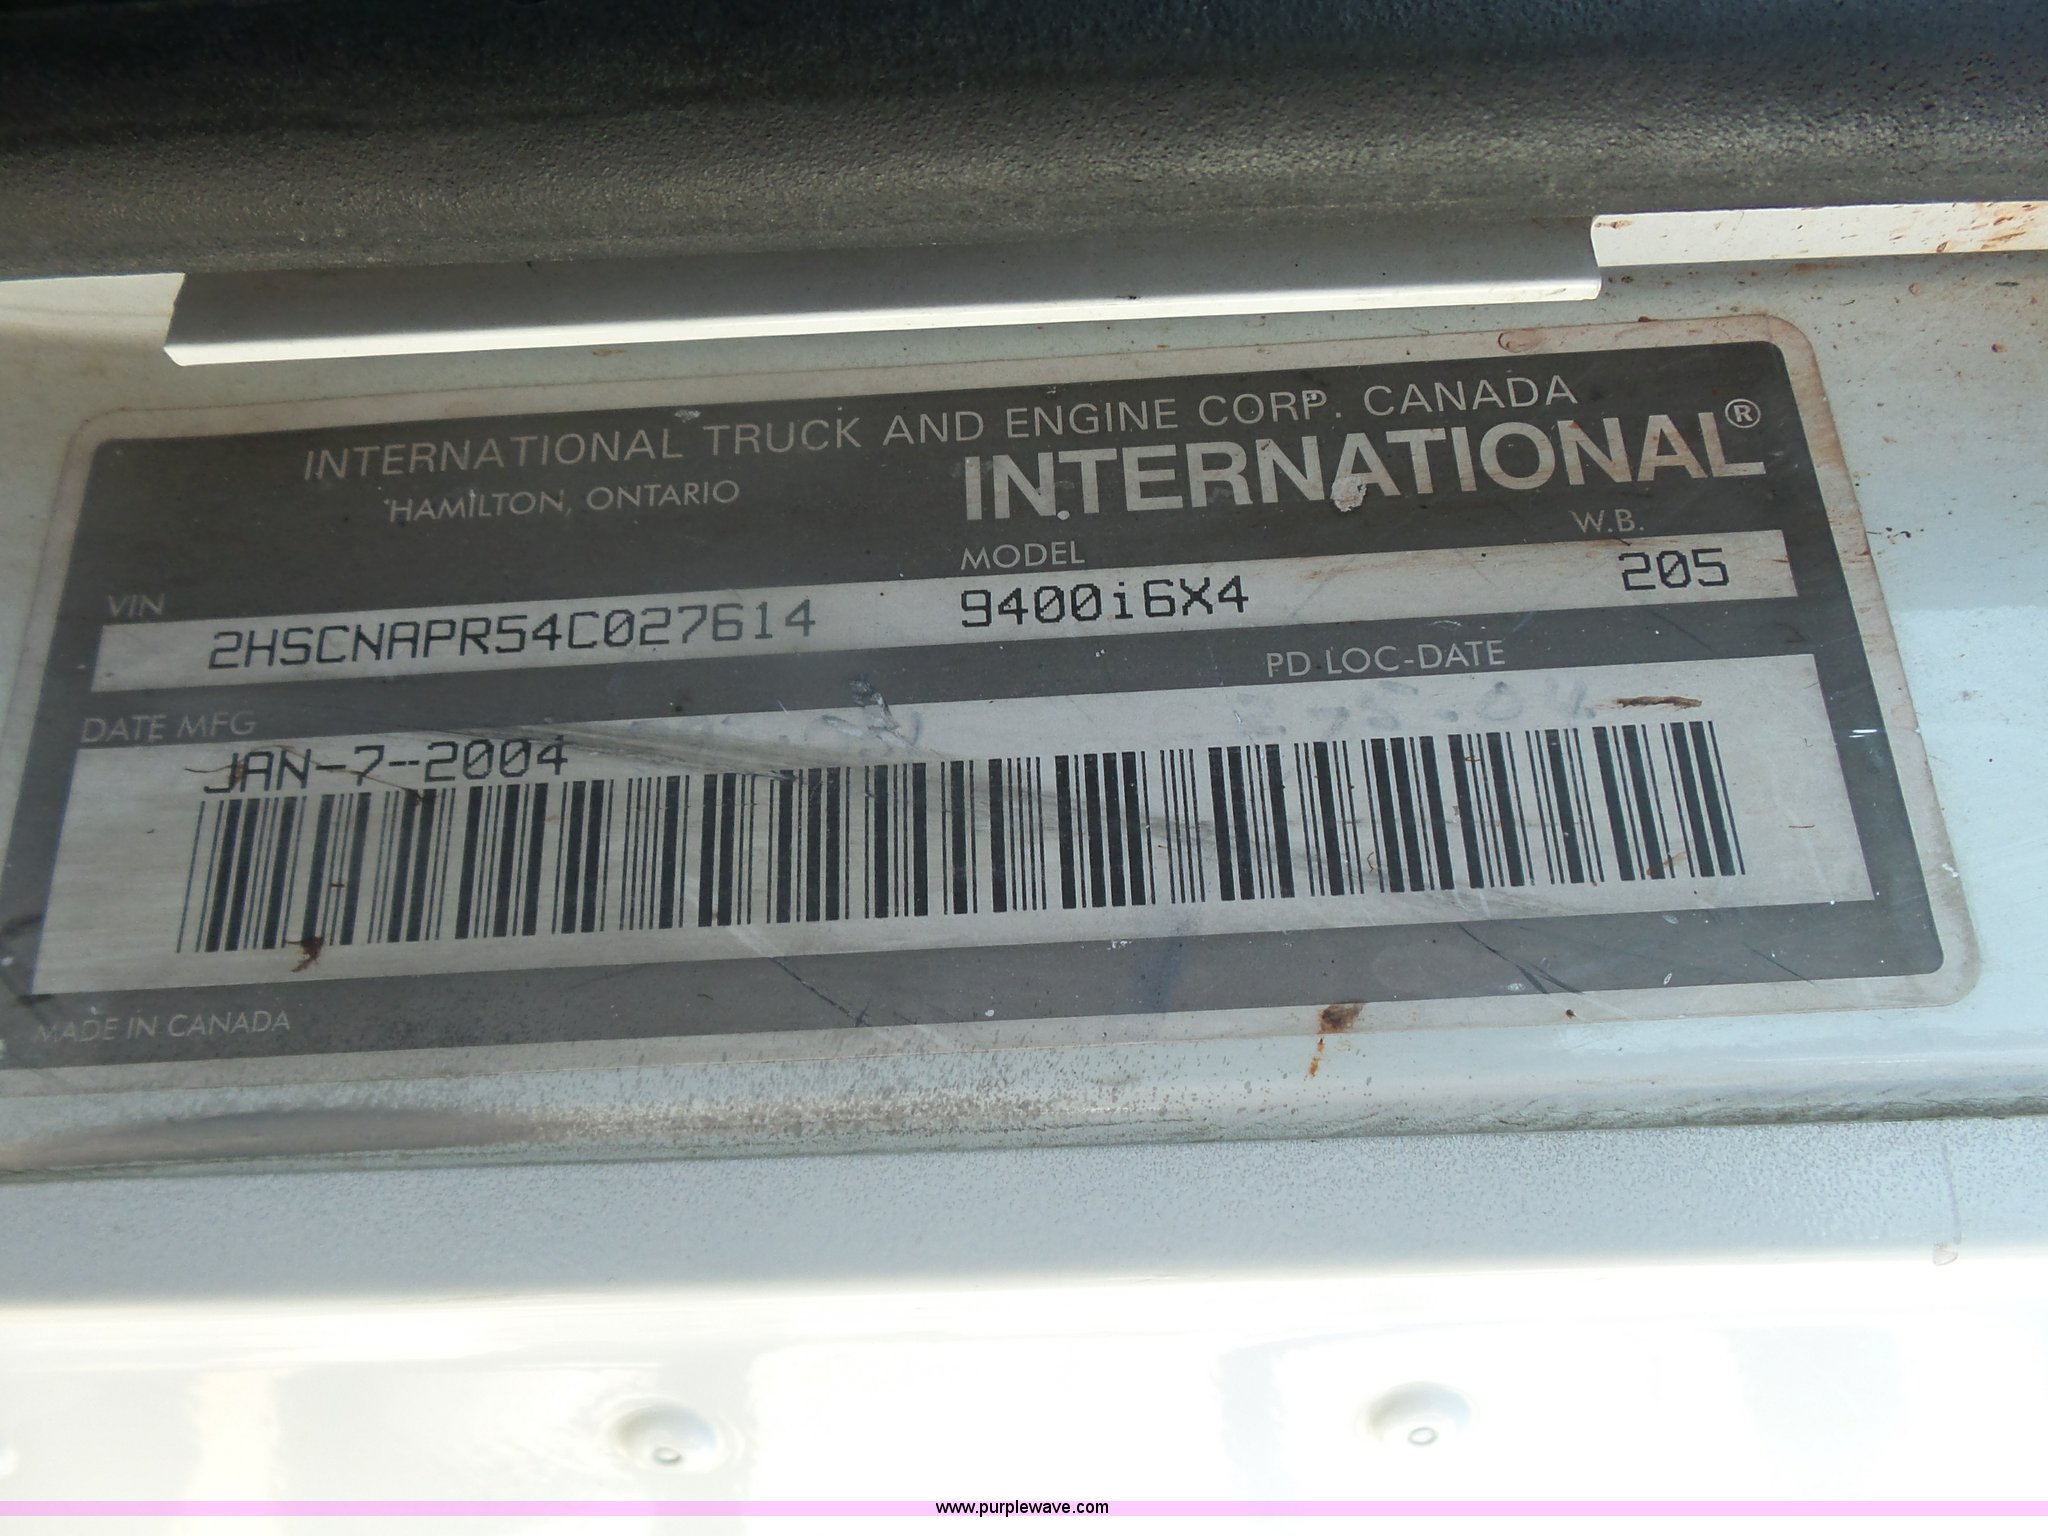 INTERNATIONAL TRUCK AND ENGINE CORP. CANADA
HAMILTON, ONTARIO
INTERNATIONAL®
VIN
MODEL
W.B.
2HSCNAPR54C027614
9400i6X4
205
DATE MFG
PD LOC-DATE
JAN-7-2004
MADE IN CANADA
www.purplewave.com